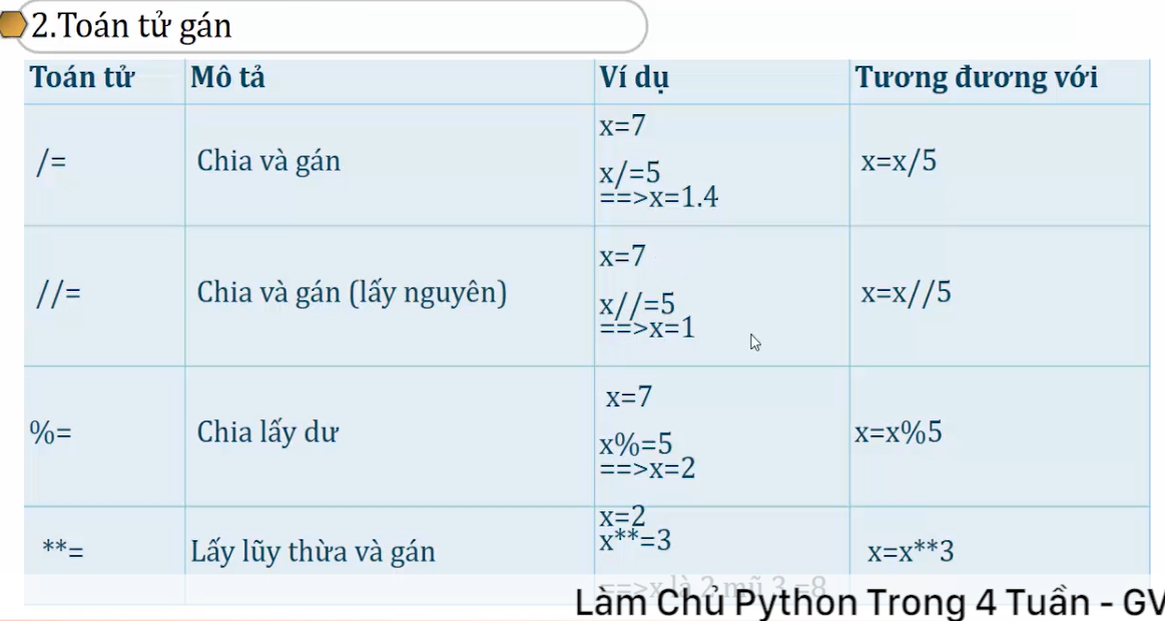 2.Toán tử gán
Toán tử Mô tả Ví dụ Tương đương với
/= Chia và gán x=7
x/=5
==>x=1.4 x=x/5
//= Chia và gán (lấy nguyên) x=7
x//=5
==>x=1 x=x//5
%= Chia lấy dư x=7
x%=5
==>x=2 x=x%5
**= Lấy lũy thừa và gán x=2
x**=3
==>x là 2 mũ 3 =8 x=x**3
Làm Chủ Python Trong 4 Tuần - GV